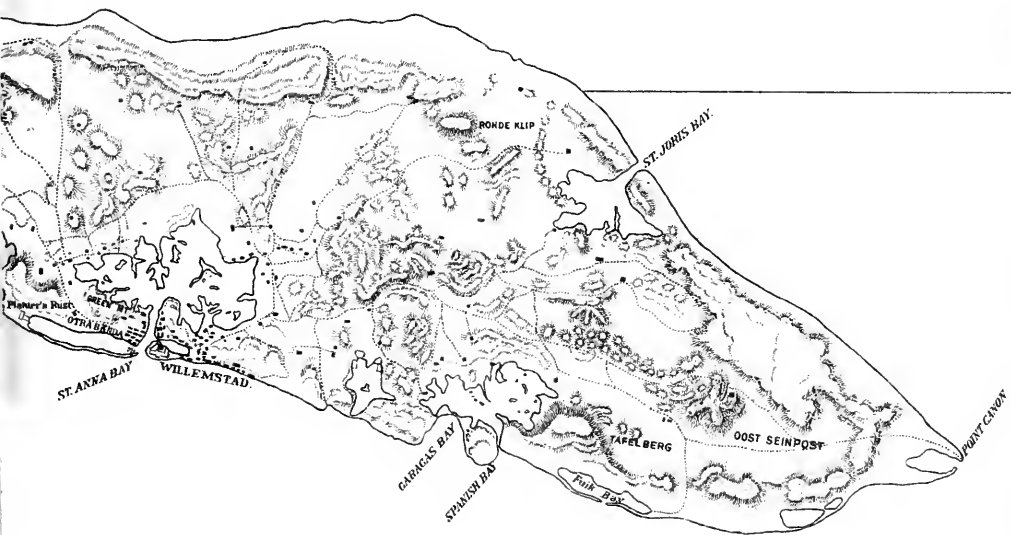 RONDE KLIP
ST. JORIS BAY.
Planter's Rust.
OTRABANDA
ST. ANNA BAY
WILLEMSTAD.
CARACAS BAY
SPANISH BAY
Fuik Bay
TAFELBERG
OOST SEINPOST
POINT CANON